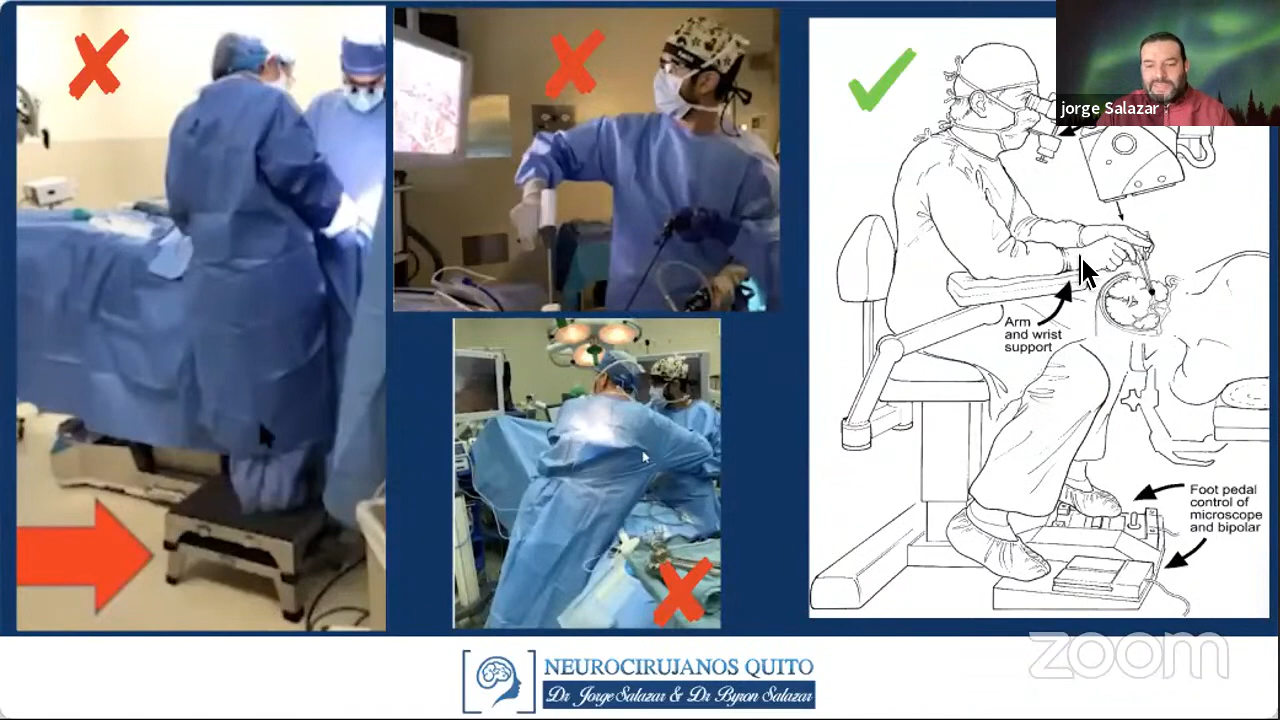 jorge Salazar
Arm
and wrist
support
Foot pedal
control of
microscope
and bipolar
zoom
NEUROCIRUJANOS QUITO
Dr Jorge Salazar & Dr Byron Salazar